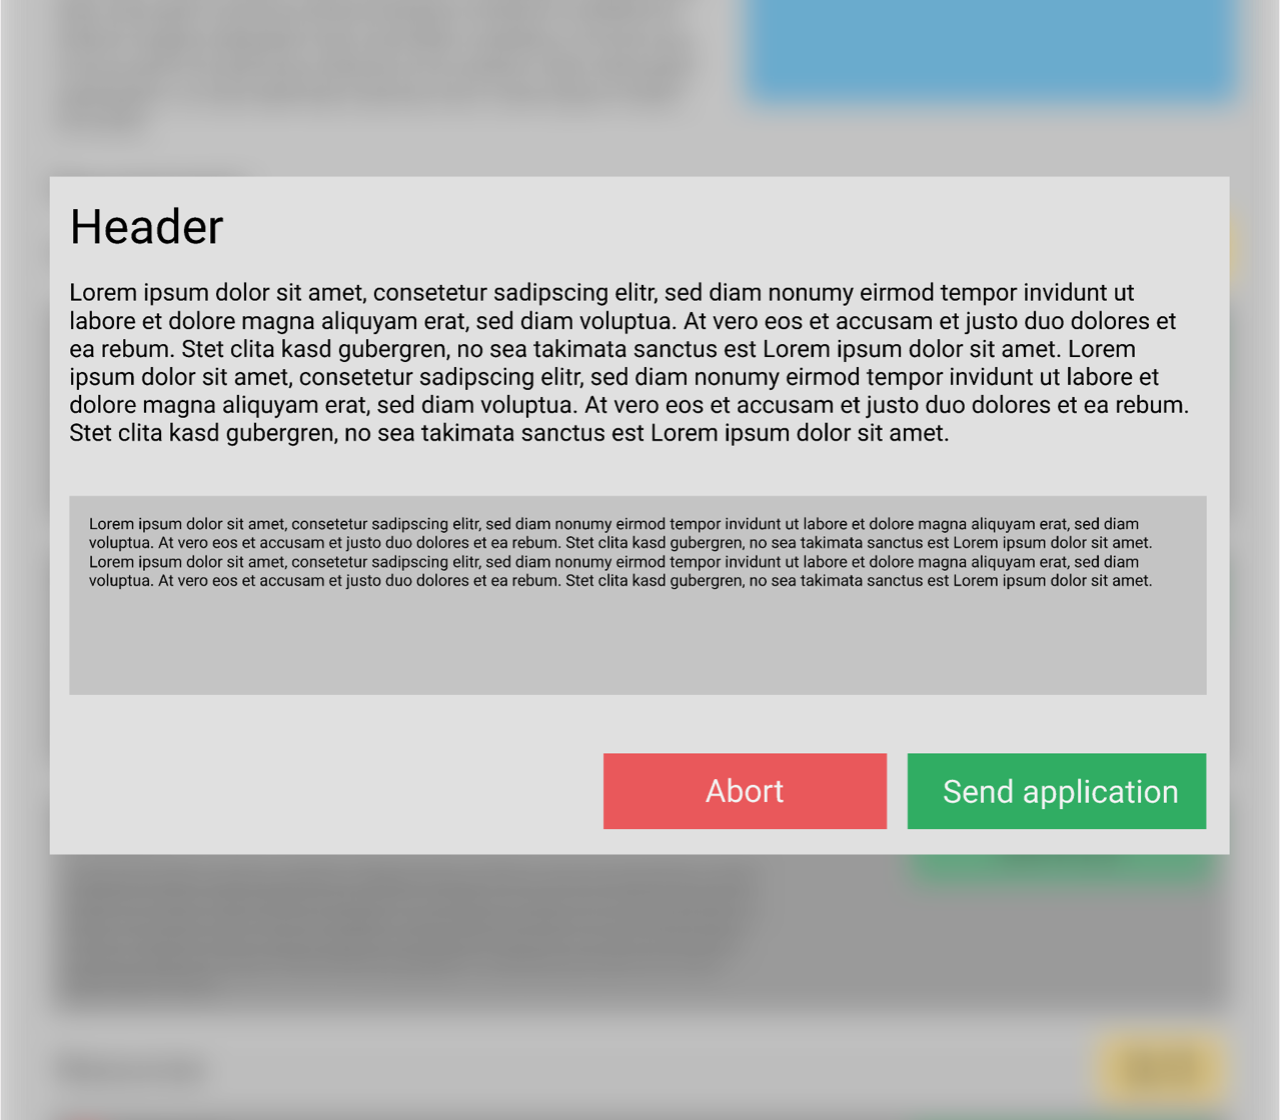 Header
Lorem ipsum dolor sit amet, consetetur sadipscing elitr, sed diam nonumy eirmod tempor invidunt ut
labore et dolore magna aliquyam erat, sed diam voluptua. At vero eos et accusam et justo duo dolores et
ea rebum. Stet clita kasd gubergren, no sea takimata sanctus est Lorem ipsum dolor sit amet. Lorem
ipsum dolor sit amet, consetetur sadipscing elitr, sed diam nonumy eirmod tempor invidunt ut labore et
dolore magna aliquyam erat, sed diam voluptua. At vero eos et accusam et justo duo dolores et ea rebum.
Stet clita kasd gubergren, no sea takimata sanctus est Lorem ipsum dolor sit amet.
Lorem ipsum dolor sit amet, consetetur sadipscing elitr, sed diam nonumy eirmod tempor invidunt ut labore et dolore magna aliquyam erat, sed diam
voluptua. At vero eos et accusam et justo duo dolores et ea rebum. Stet clita kasd gubergren, no sea takimata sanctus est Lorem ipsum dolor sit amet.
Lorem ipsum dolor sit amet, consetetur sadipscing elitr, sed diam nonumy eirmod tempor invidunt ut labore et dolore magna aliquyam erat, sed diam
voluptua. At vero eos et accusam et justo duo dolores et ea rebum. Stet clita kasd gubergren, no sea takimata sanctus est Lorem ipsum dolor sit amet.
Abort
Send application